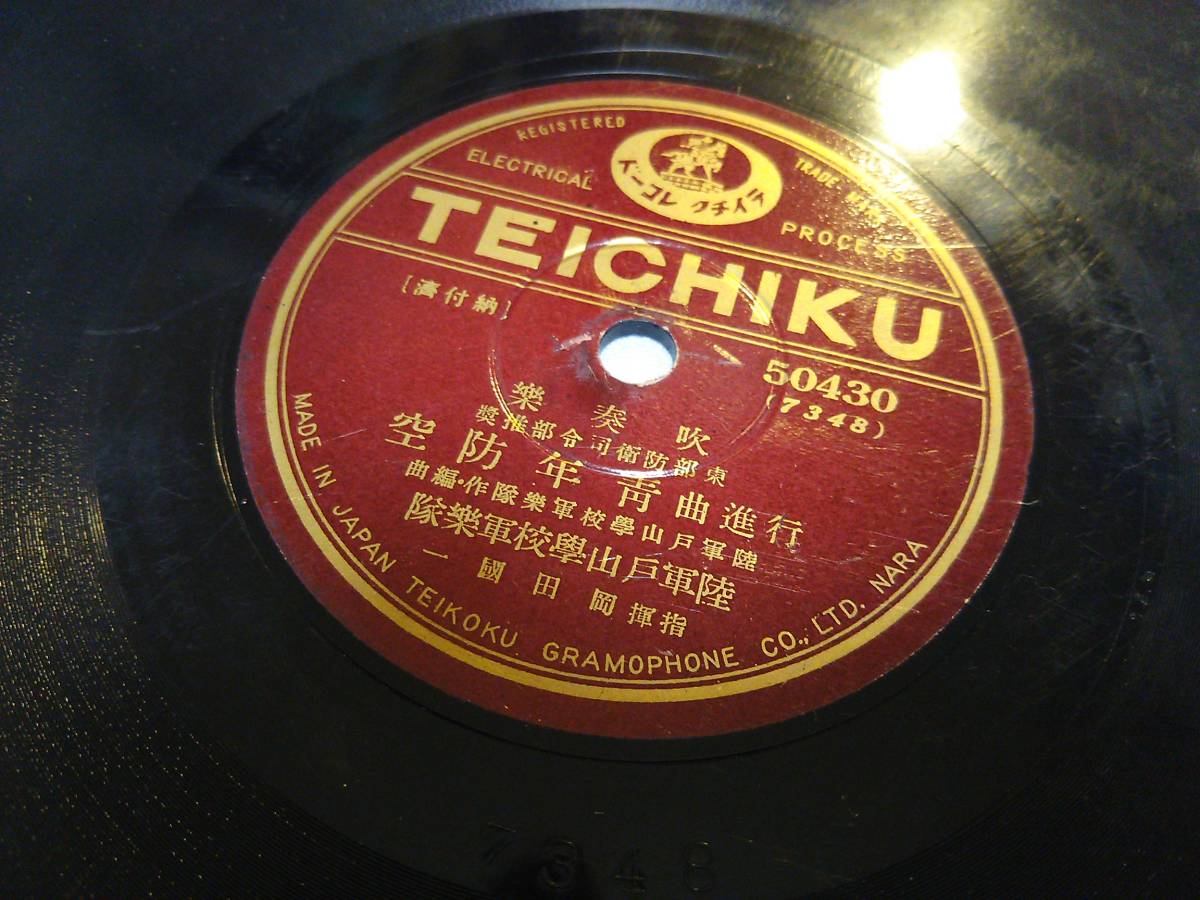 REGISTERED TRADE MARK
テイチク レコード
ELECTRICAL PROCESS
TEICHIKU
[納付濟]
50430
(7348)
吹奏樂
東部防衛司令部推奬
行進曲 青年防空
陸軍戸山學校軍樂隊作・編曲
陸軍戸山學校軍樂隊
指揮 岡田國一
MADE IN JAPAN TEIKOKU GRAMOPHONE CO., LTD. NARA
7348